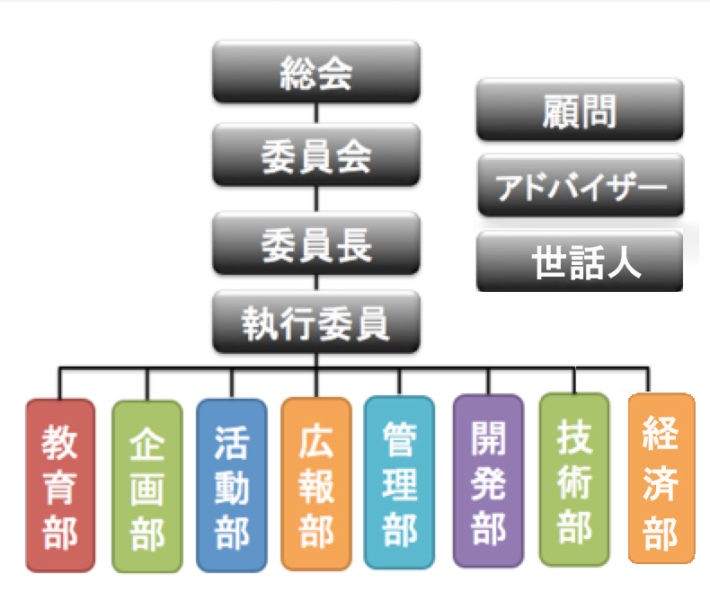 総会
委員会
委員長
執行委員
顧問
アドバイザー
世話人
教育部
企画部
活動部
広報部
管理部
開発部
技術部
経済部